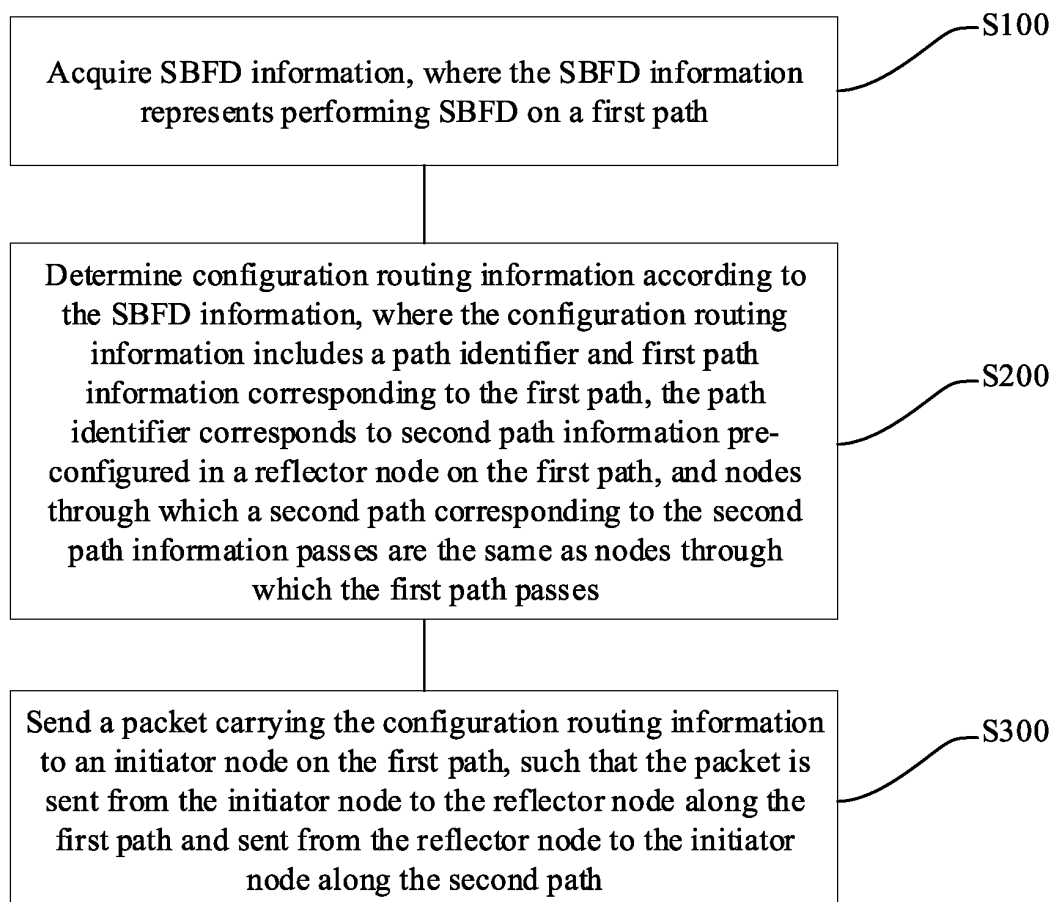 S100
Acquire SBFD information, where the SBFD information
represents performing SBFD on a first path
Determine configuration routing information according to
the SBFD information, where the configuration routing
information includes a path identifier and first path
information corresponding to the first path, the path
identifier corresponds to second path information pre-
configured in a reflector node on the first path, and nodes
through which a second path corresponding to the second
path information passes are the same as nodes through
which the first path passes
S200
Send a packet carrying the configuration routing information
to an initiator node on the first path, such that the packet is
sent from the initiator node to the reflector node along the
first path and sent from the reflector node to the initiator
node along the second path
S300